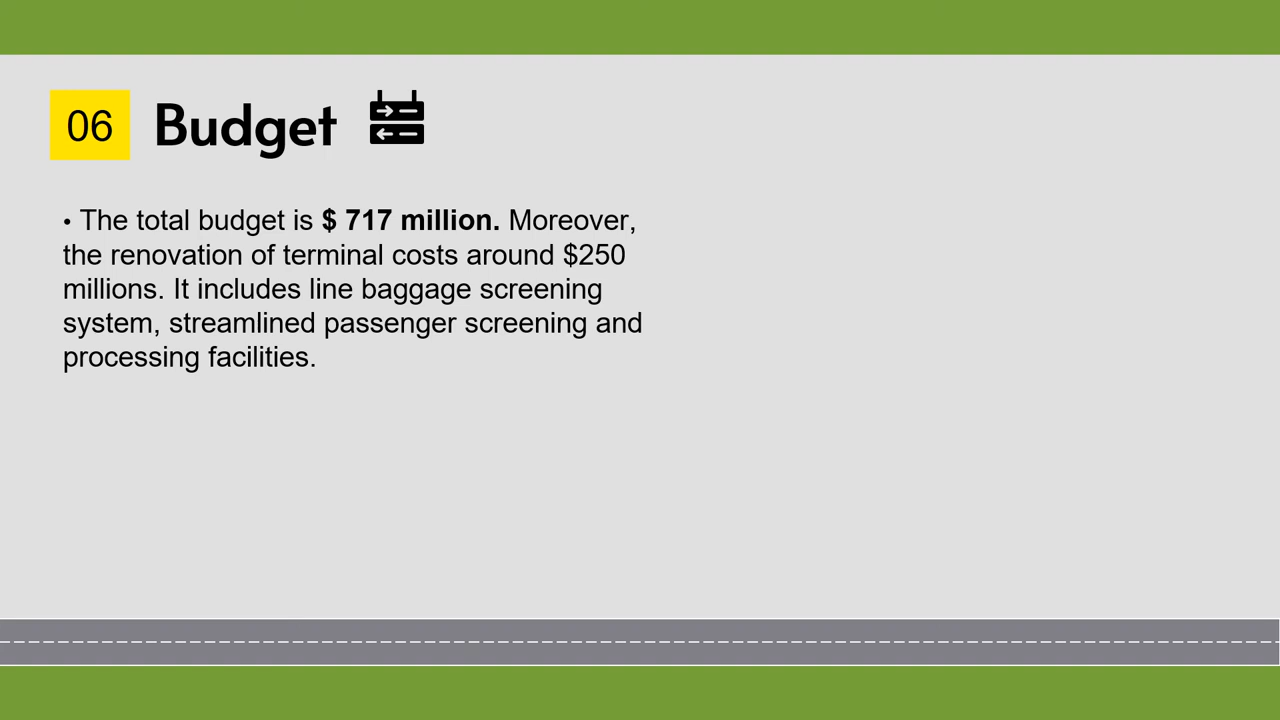 06 Budget
• The total budget is $ 717 million. Moreover,
the renovation of terminal costs around $250
millions. It includes line baggage screening
system, streamlined passenger screening and
processing facilities.